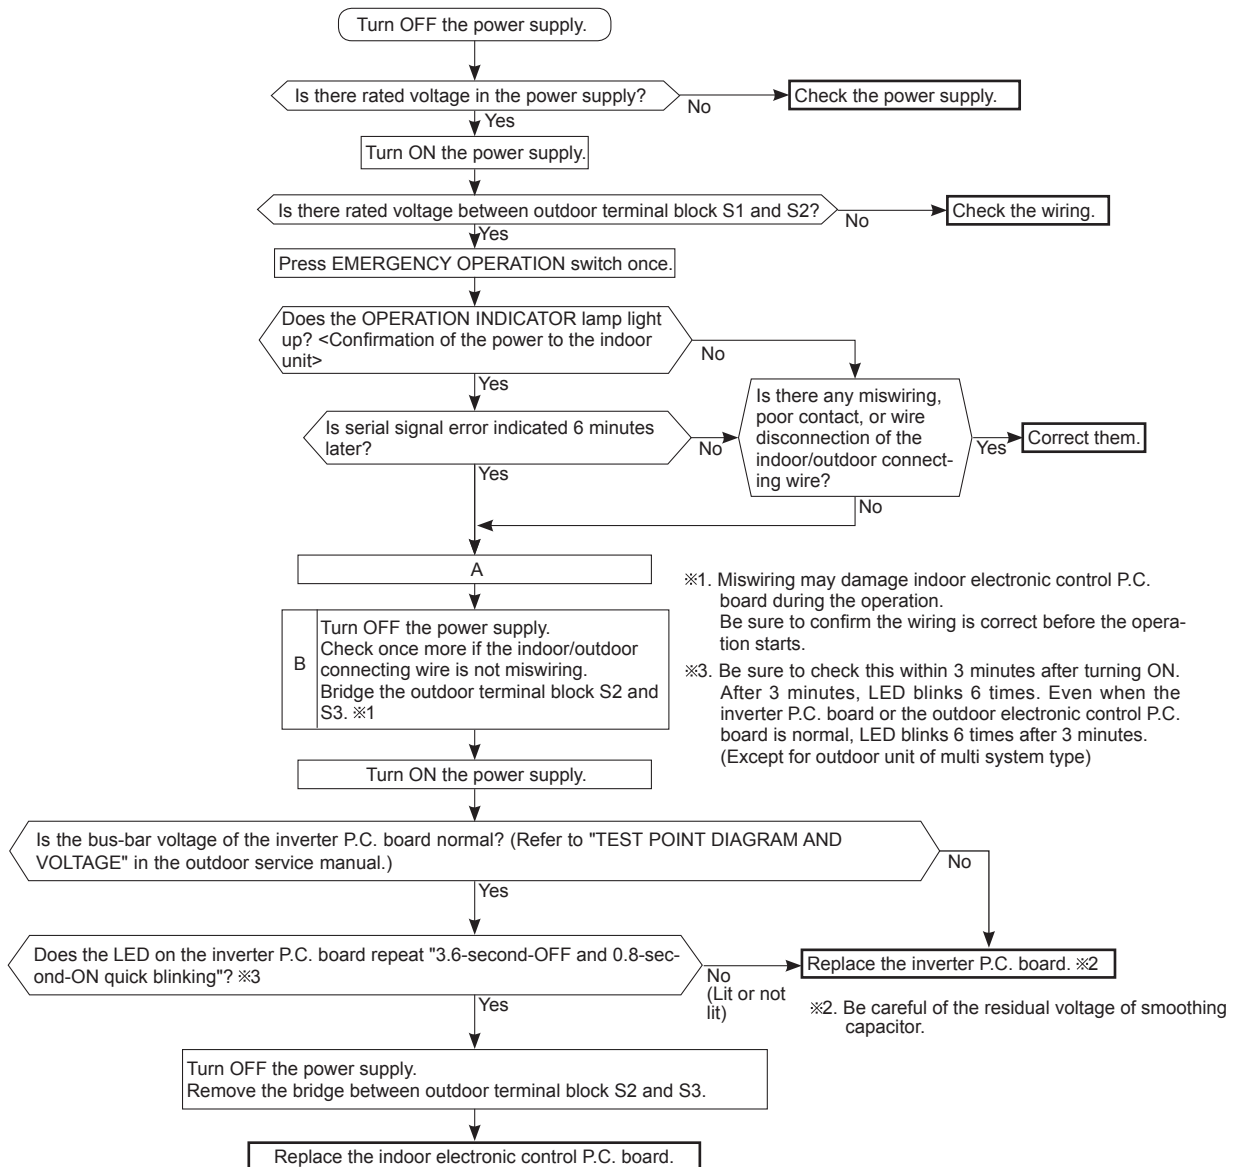 Turn OFF the power supply.
Is there rated voltage in the power supply?
No
Check the power supply.
Yes
Turn ON the power supply.
Is there rated voltage between outdoor terminal block S1 and S2?
No
Check the wiring.
Yes
Press EMERGENCY OPERATION switch once.
Does the OPERATION INDICATOR lamp light
up? <Confirmation of the power to the indoor
unit>
No
Yes
Is serial signal error indicated 6 minutes
later?
No
Yes
Is there any miswiring,
poor contact, or wire
disconnection of the
indoor/outdoor connect-
ing wire?
Yes
Correct them.
No
A
B
Turn OFF the power supply.
Check once more if the indoor/outdoor
connecting wire is not miswiring.
Bridge the outdoor terminal block S2 and
S3. ※1
※1. Miswiring may damage indoor electronic control P.C.
board during the operation.
Be sure to confirm the wiring is correct before the opera-
tion starts.
※3. Be sure to check this within 3 minutes after turning ON.
After 3 minutes, LED blinks 6 times. Even when the
inverter P.C. board or the outdoor electronic control P.C.
board is normal, LED blinks 6 times after 3 minutes.
(Except for outdoor unit of multi system type)
Turn ON the power supply.
Is the bus-bar voltage of the inverter P.C. board normal? (Refer to "TEST POINT DIAGRAM AND
VOLTAGE" in the outdoor service manual.)
No
Yes
Does the LED on the inverter P.C. board repeat "3.6-second-OFF and 0.8-sec-
ond-ON quick blinking"? ※3
No
(Lit or not
lit)
Replace the inverter P.C. board. ※2
※2. Be careful of the residual voltage of smoothing
capacitor.
Yes
Turn OFF the power supply.
Remove the bridge between outdoor terminal block S2 and S3.
Replace the indoor electronic control P.C. board.